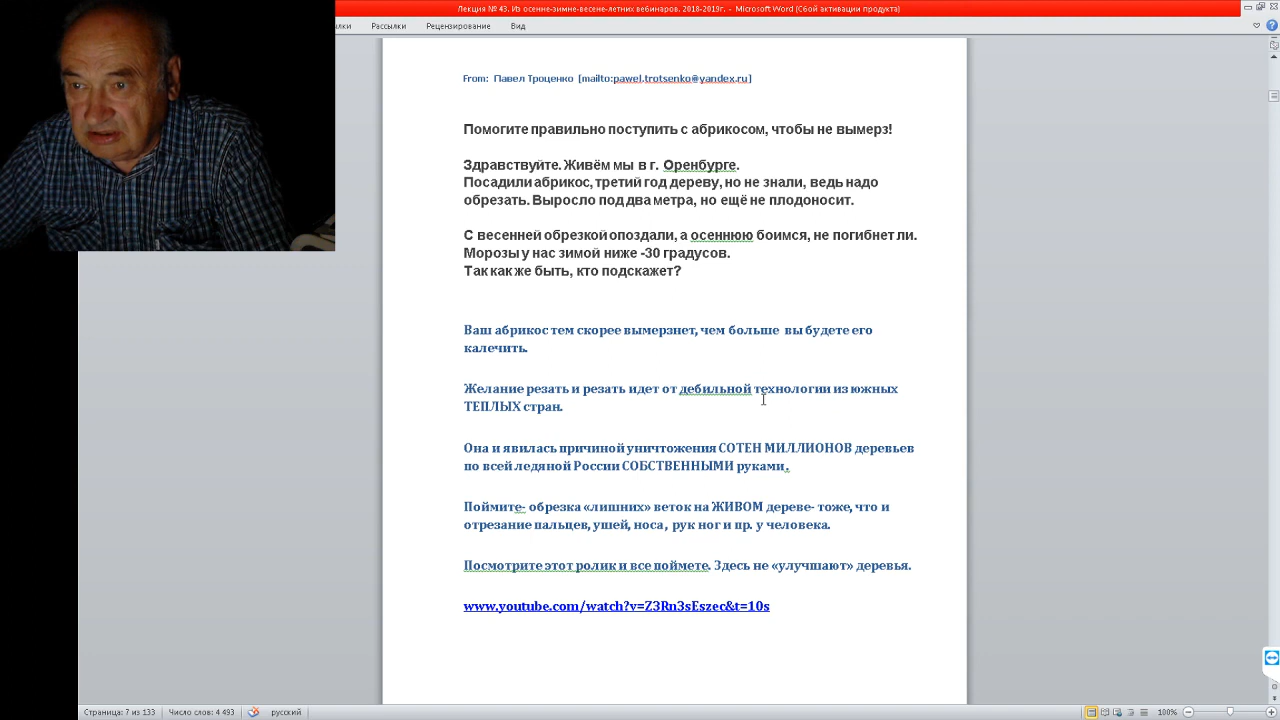 Лекция № 43. Из осенне-зимне-весене-летних вебинаров. 2018-2019г. - Microsoft Word (Сбой активации продукта)
лки Рассылки Рецензирование Вид
From: Павел Троценко [mailto:pawel.trotsenko@yandex.ru]
Помогите правильно поступить с абрикосом, чтобы не вымерз!
Здравствуйте. Живём мы в г. Оренбурге.
Посадили абрикос, третий год дереву, но не знали, ведь надо
обрезать. Выросло под два метра, но ещё не плодоносит.
С весенней обрезкой опоздали, а осеннюю боимся, не погибнет ли.
Морозы у нас зимой ниже -30 градусов.
Так как же быть, кто подскажет?
Ваш абрикос тем скорее вымерзнет, чем больше вы будете его
калечить.
Желание резать и резать идет от дебильной технологии из южных
ТЕПЛЫХ стран.
Она и явилась причиной уничтожения СОТЕН МИЛЛИОНОВ деревьев
по всей ледяной России СОБСТВЕННЫМИ руками.
Поймите- обрезка «лишних» веток на ЖИВОМ дереве- тоже, что и
отрезание пальцев, ушей, носа, рук ног и пр. у человека.
Посмотрите этот ролик и все поймете. Здесь не «улучшают» деревья.
www.youtube.com/watch?v=Z3Rn3sEszec&t=10s
Страница: 7 из 133 Число слов: 4 493 русский 100%